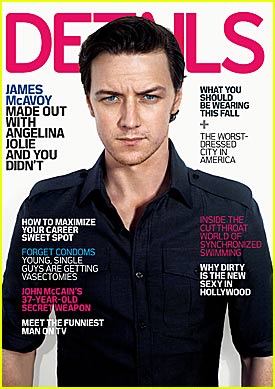 DETAILS
JAMES
McAVOY
MADE OUT
WITH
ANGELINA
JOLIE
AND YOU
DIDN'T
WHAT YOU
SHOULD
BE WEARING
THIS FALL
+
THE WORST-
DRESSED
CITY IN
AMERICA
HOW TO MAXIMIZE
YOUR CAREER
SWEET SPOT
FORGET CONDOMS
YOUNG, SINGLE
GUYS ARE GETTING
VASECTOMIES
JOHN McCAIN'S
37-YEAR-OLD
SECRET WEAPON
MEET THE FUNNIEST
MAN ON TV
INSIDE THE
CUTTHROAT
WORLD OF
SYNCHRONIZED
SWIMMING
WHY DIRTY
IS THE NEW
SEXY IN
HOLLYWOOD